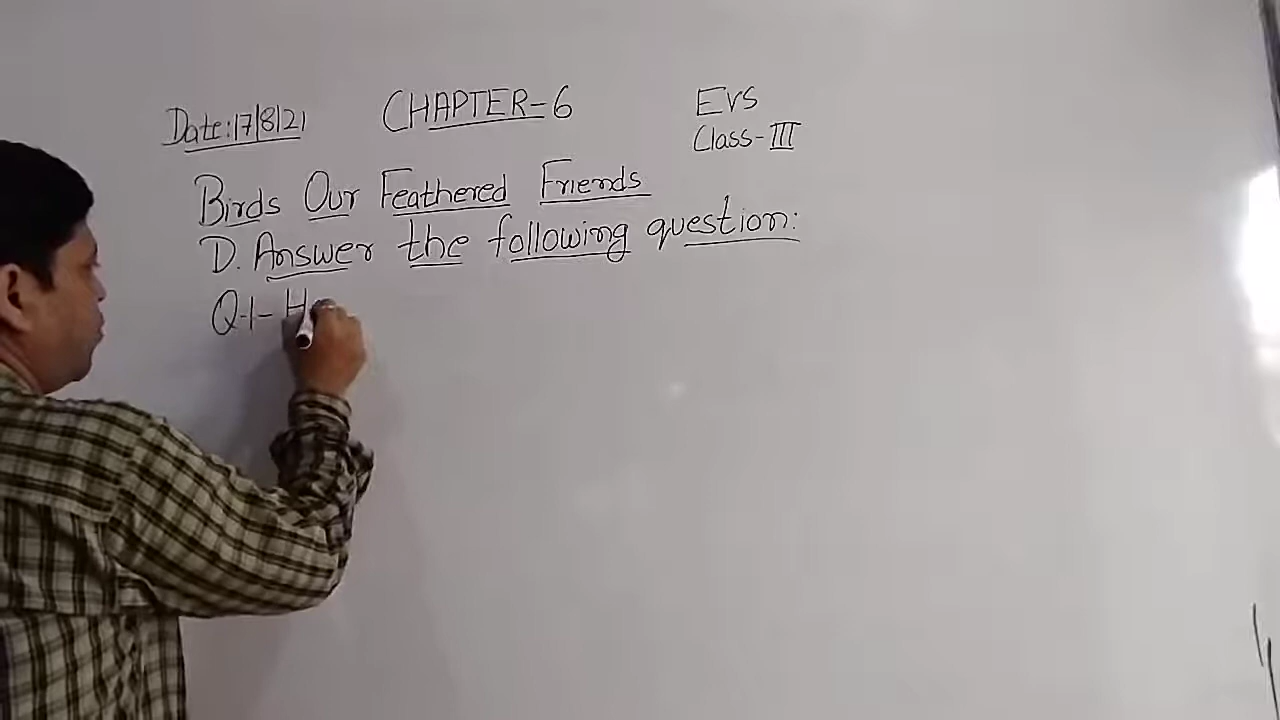 Date:17/8/21 CHAPTER-6 EVS
Class-III
Birds Our Feathered Friends
D. Answer the following question:
Q.1- H